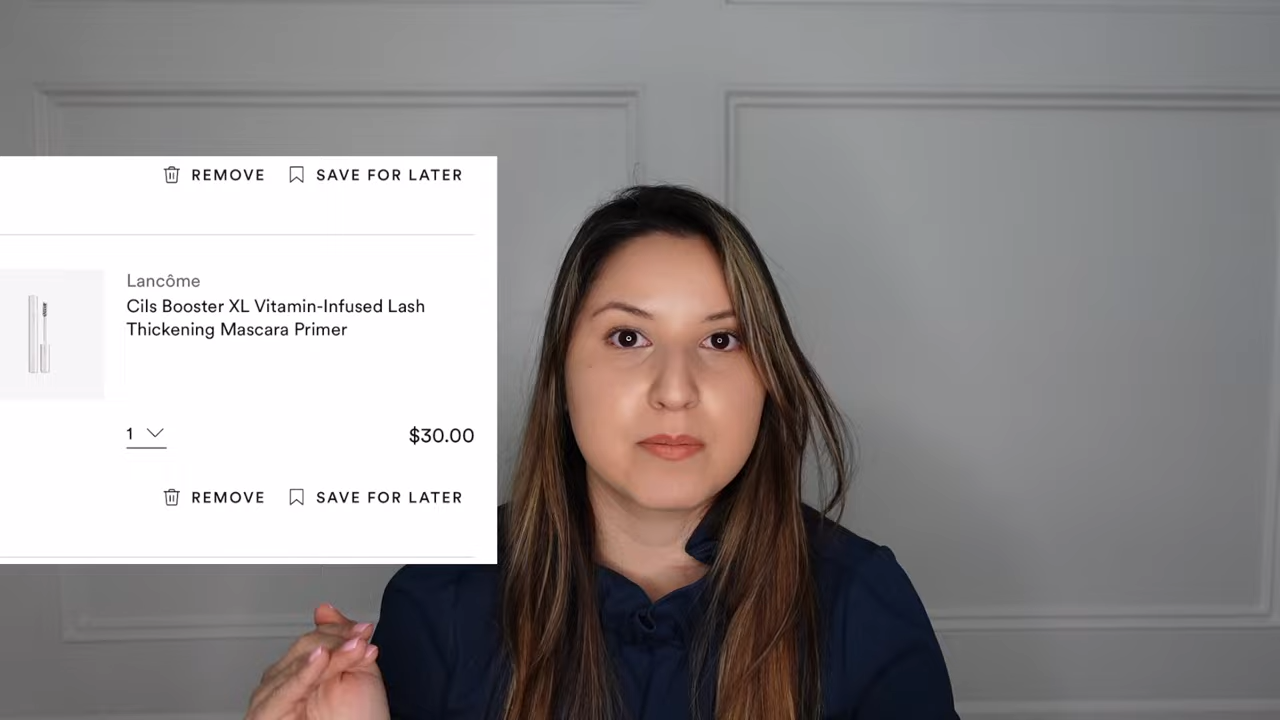 REMOVE SAVE FOR LATER
Lancôme
Cils Booster XL Vitamin-Infused Lash
Thickening Mascara Primer
1 $30.00
REMOVE SAVE FOR LATER